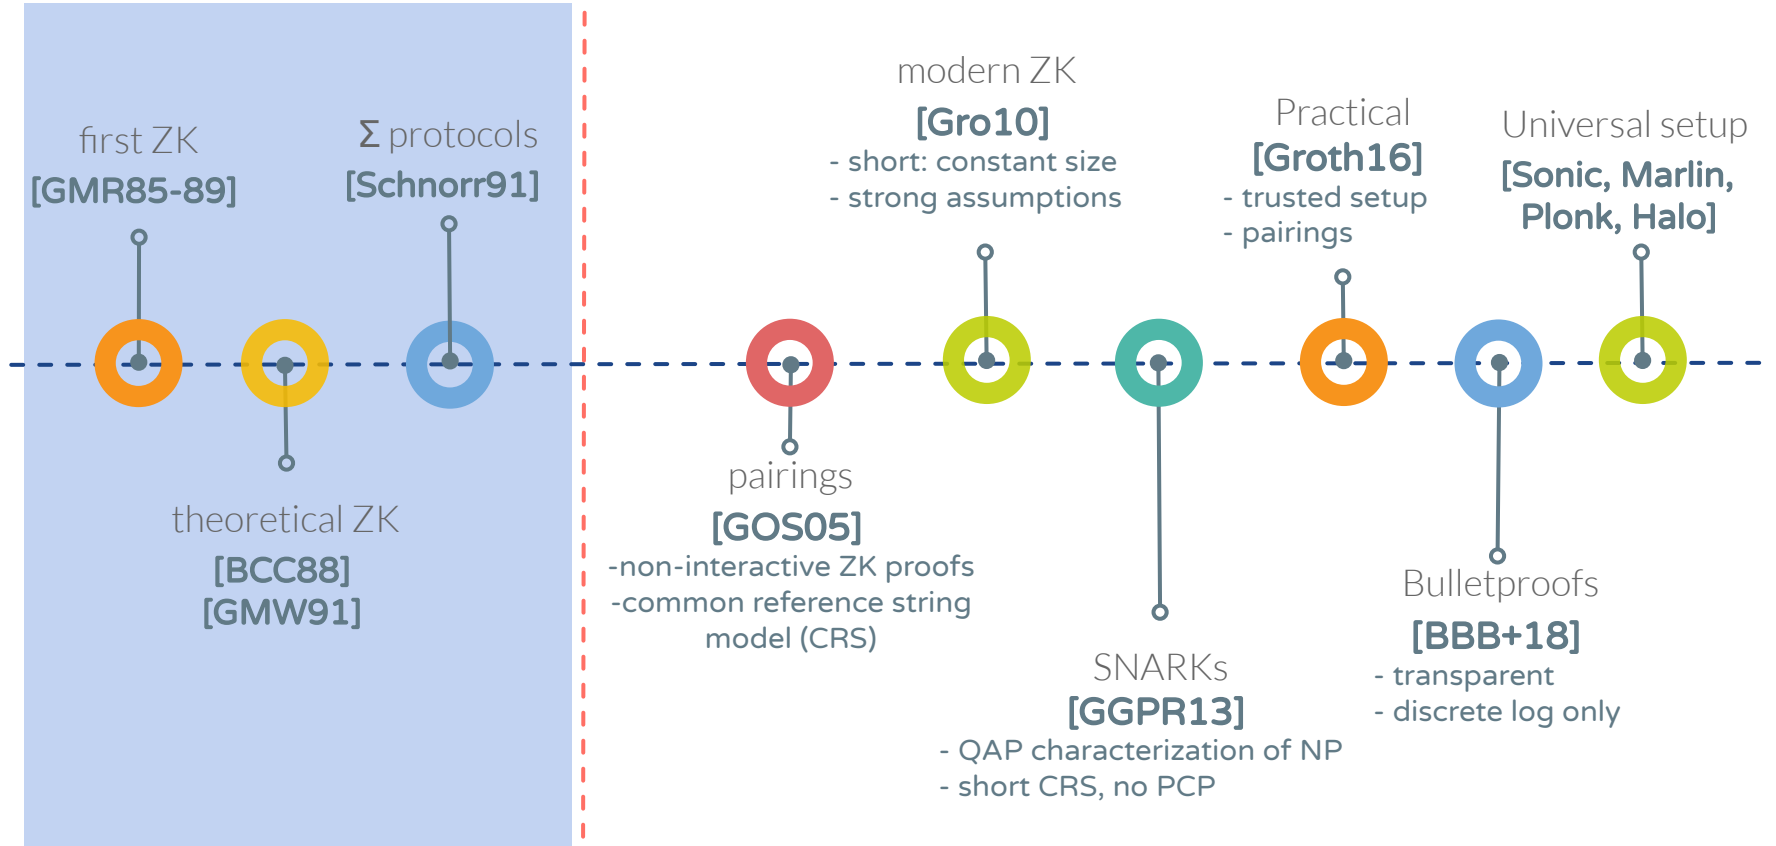 first ZK
[GMR85-89]
Σ protocols
[Schnorr91]
theoretical ZK
[BCC88]
[GMW91]
pairings
[GOS05]
-non-interactive ZK proofs
-common reference string
model (CRS)
modern ZK
[Gro10]
- short: constant size
- strong assumptions
SNARKs
[GGPR13]
- QAP characterization of NP
- short CRS, no PCP
Practical
[Groth16]
- trusted setup
- pairings
Bulletproofs
[BBB+18]
- transparent
- discrete log only
Universal setup
[Sonic, Marlin,
Plonk, Halo]